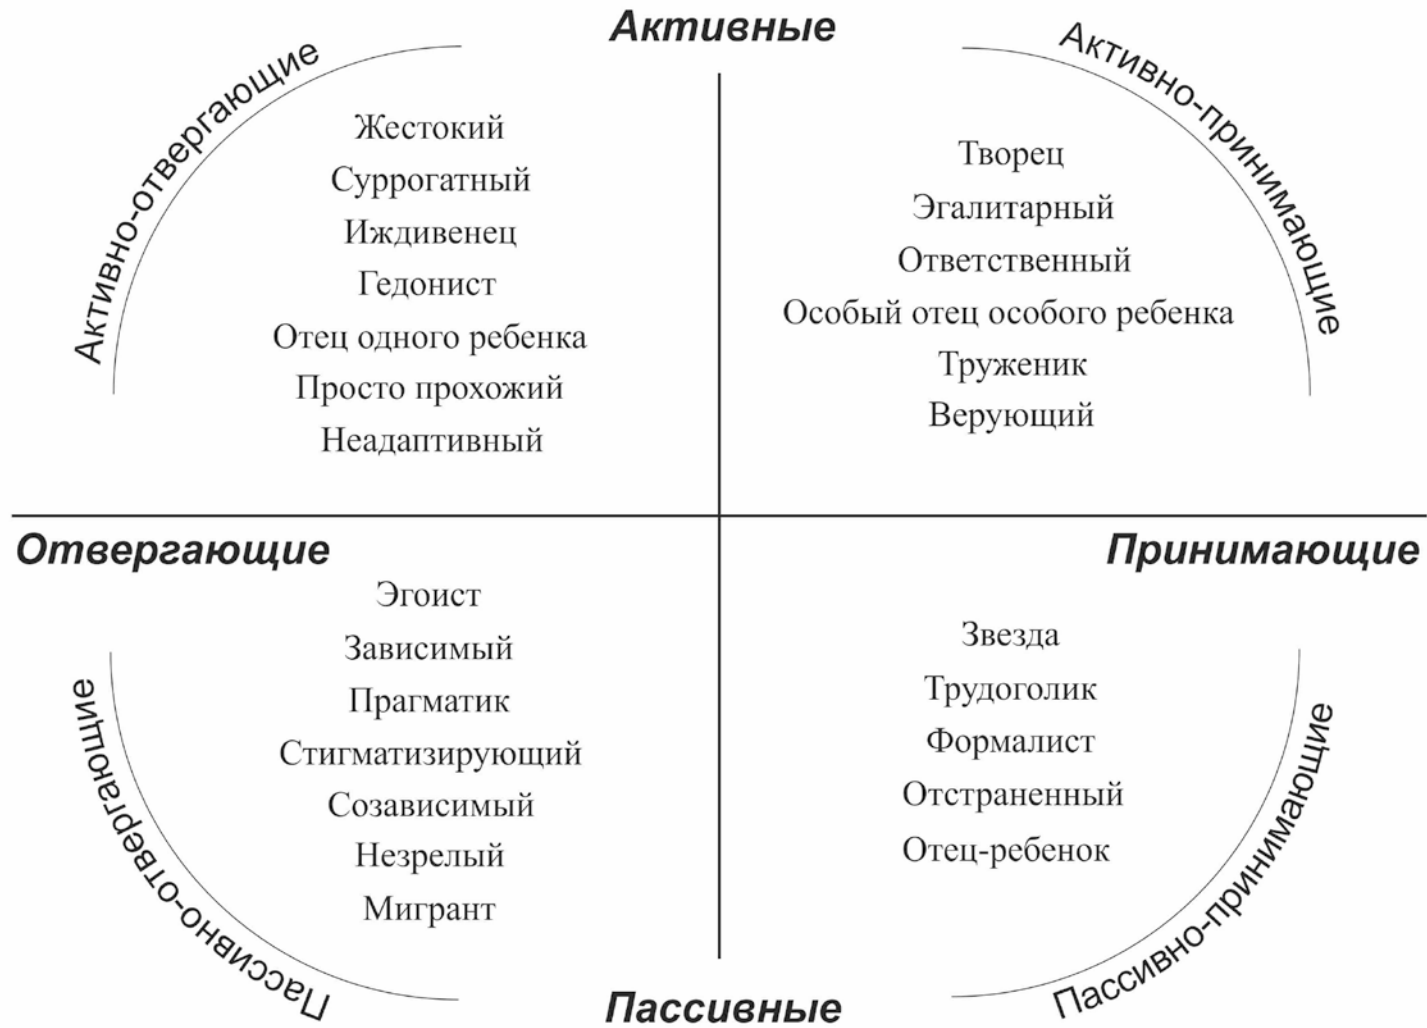 Активные
Активно-отвергающие
Жестокий
Суррогатный
Иждивенец
Гедонист
Отец одного ребенка
Просто прохожий
Неадаптивный
Активно-принимающие
Творец
Эгалитарный
Ответственный
Особый отец особого ребенка
Труженик
Верующий
Отвергающие
Принимающие
Эгоист
Зависимый
Прагматик
Стигматизирующий
Созависимый
Незрелый
Мигрант
Пассивно-отвергающие
Звезда
Трудоголик
Формалист
Отстраненный
Отец-ребенок
Пассивно-принимающие
Пассивные